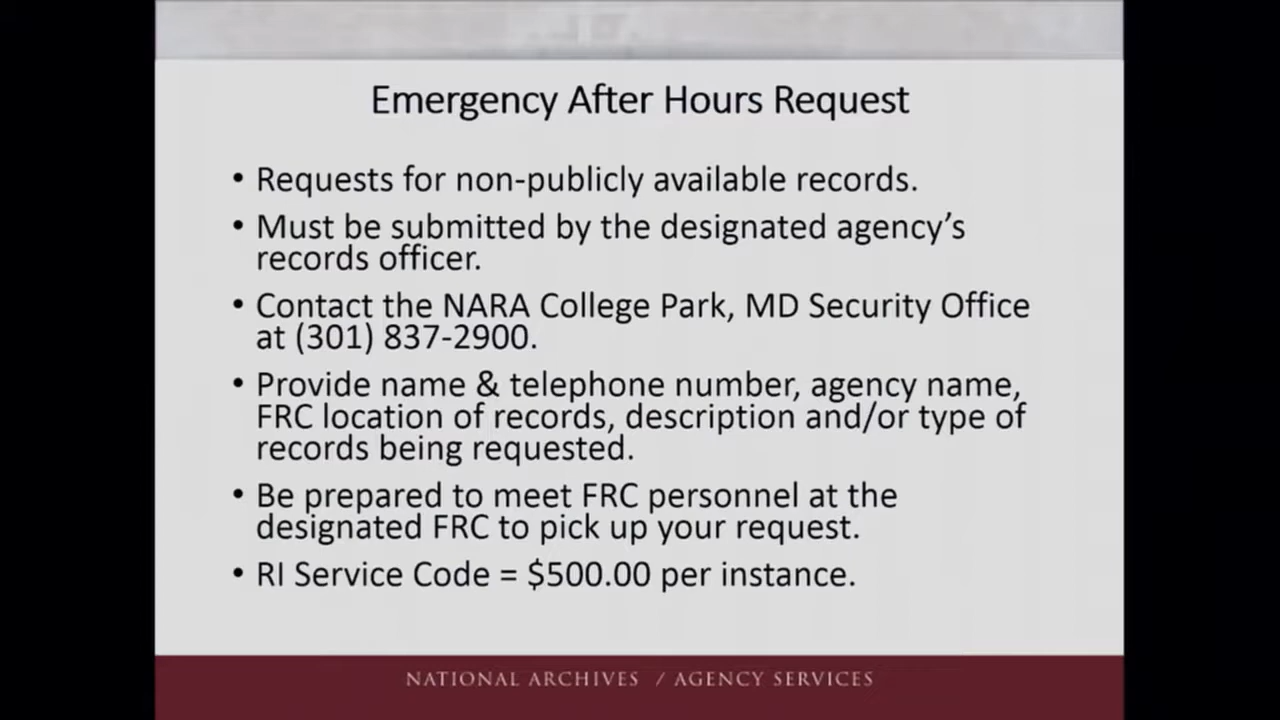 Emergency After Hours Request
• Requests for non-publicly available records.
• Must be submitted by the designated agency’s
records officer.
• Contact the NARA College Park, MD Security Office
at (301) 837-2900.
• Provide name & telephone number, agency name,
FRC location of records, description and/or type of
records being requested.
• Be prepared to meet FRC personnel at the
designated FRC to pick up your request.
• RI Service Code = $500.00 per instance.
NATIONAL ARCHIVES / AGENCY SERVICES